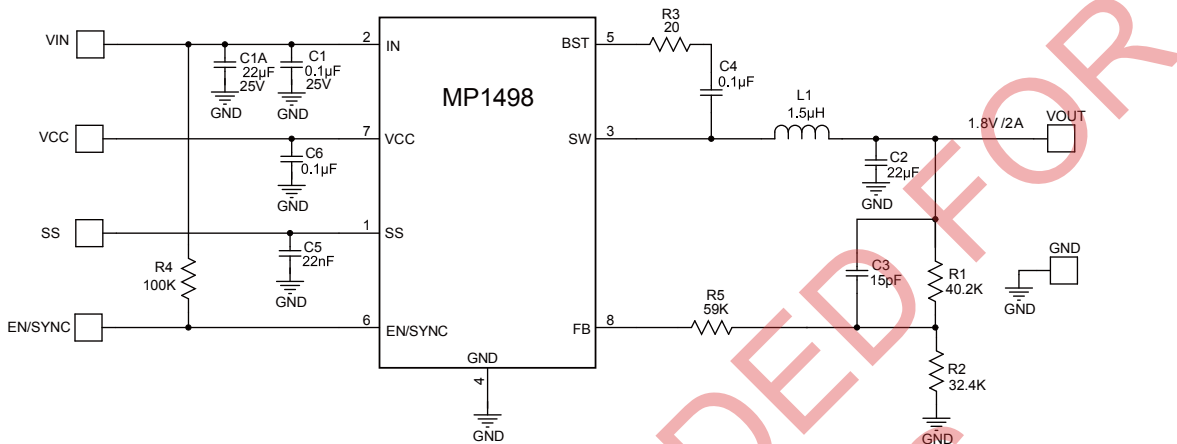 VIN
2
IN
C1A
22µF
25V
GND
C1
0.1µF
25V
GND
VCC
7
VCC
C6
0.1µF
GND
SS
1
SS
C5
22nF
GND
R4
100K
EN/SYNC
6
EN/SYNC
MP1498
GND
4
GND
BST
5
R3
20
C4
0.1µF
SW
3
L1
1.5µH
C2
22µF
GND
1.8V /2A
VOUT
C3
15pF
R1
40.2K
GND
GND
FB
8
R5
59K
R2
32.4K
GND
DED FOR